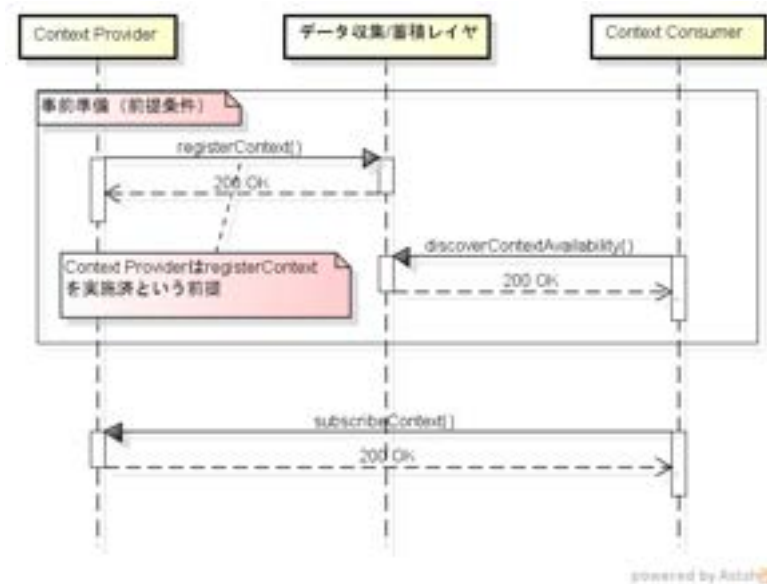 Context Provider
データ収集/蓄積レイヤ
Context Consumer
事前準備（前提条件）
registerContext()
200 OK
discoverContextAvailability()
200 OK
Context ProviderはregisterContext
を実施済という前提
subscribeContext()
200 OK
powered by Astah